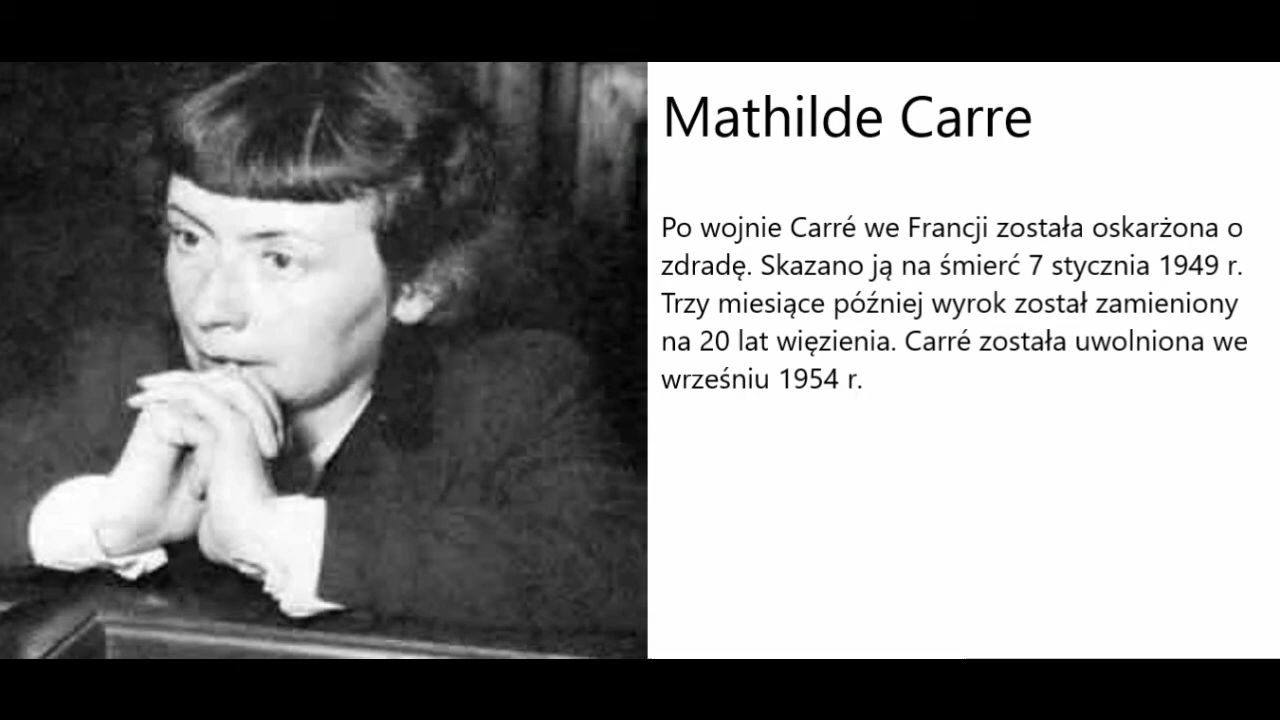 Mathilde Carre
Po wojnie Carré we Francji została oskarżona o
zdradę. Skazano ją na śmierć 7 stycznia 1949 r.
Trzy miesiące później wyrok został zamieniony
na 20 lat więzienia. Carré została uwolniona we
wrześniu 1954 r.